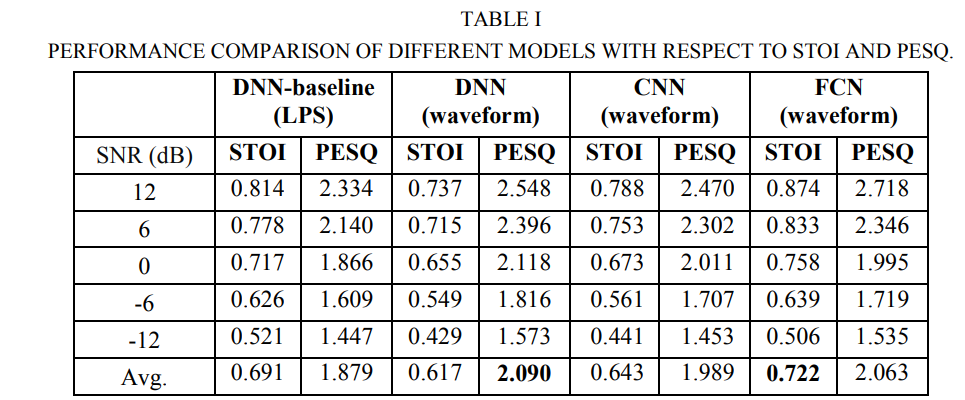 TABLE I
PERFORMANCE COMPARISON OF DIFFERENT MODELS WITH RESPECT TO STOI AND PESQ.
DNN-baseline (LPS) DNN (waveform) CNN (waveform) FCN (waveform)
SNR (dB) STOI PESQ STOI PESQ STOI PESQ STOI PESQ
12 0.814 2.334 0.737 2.548 0.788 2.470 0.874 2.718
6 0.778 2.140 0.715 2.396 0.753 2.302 0.833 2.346
0 0.717 1.866 0.655 2.118 0.673 2.011 0.758 1.995
-6 0.626 1.609 0.549 1.816 0.561 1.707 0.639 1.719
-12 0.521 1.447 0.429 1.573 0.441 1.453 0.506 1.535
Avg. 0.691 1.879 0.617 2.090 0.643 1.989 0.722 2.063